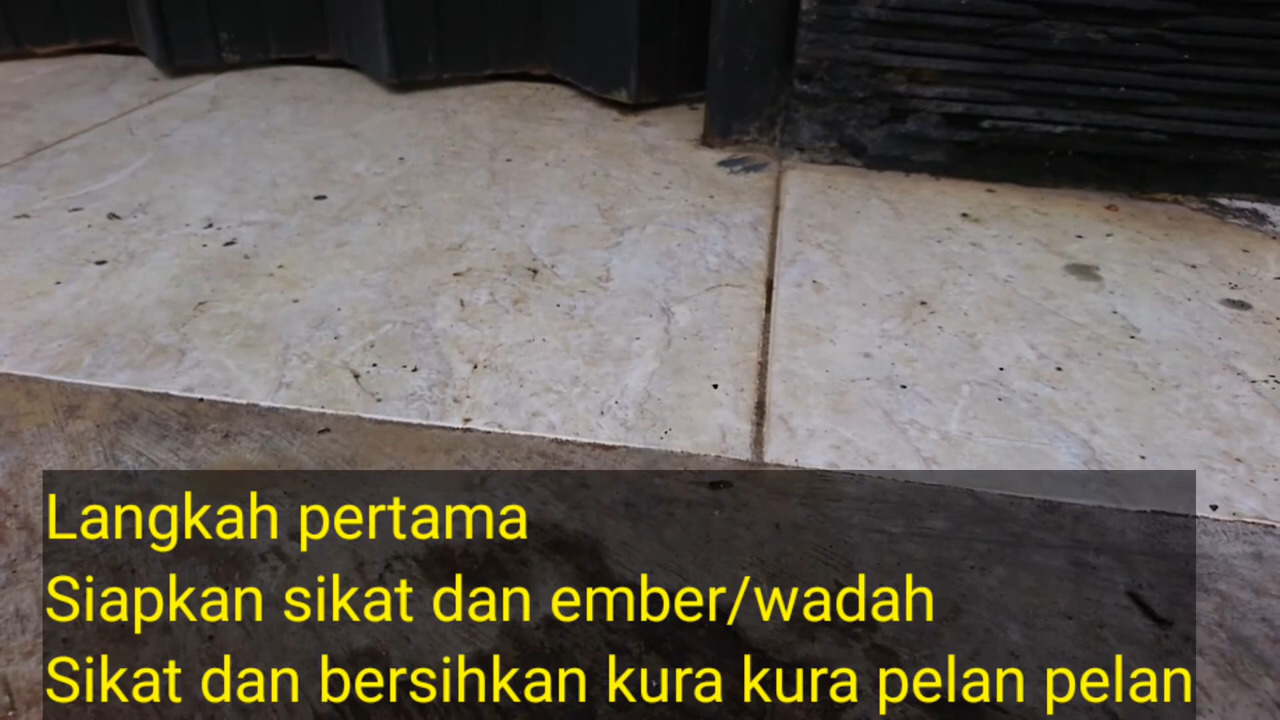 Langkah pertama
Siapkan sikat dan ember/wadah
Sikat dan bersihkan kura kura pelan pelan